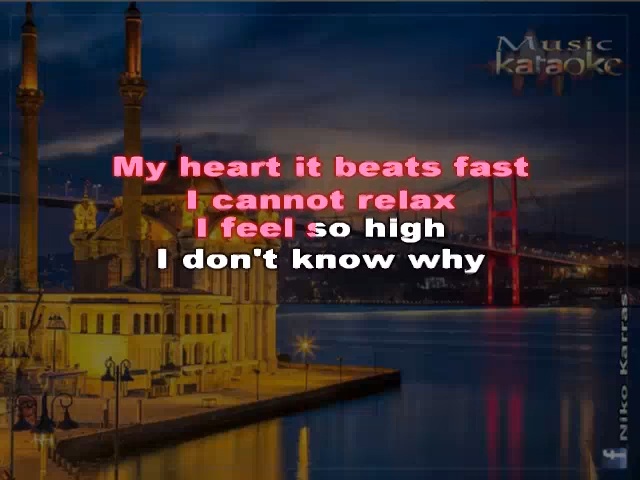 Music
karaoke
My heart it beats fast
I cannot relax
I feel so high
I don't know why
Niko Karras
f